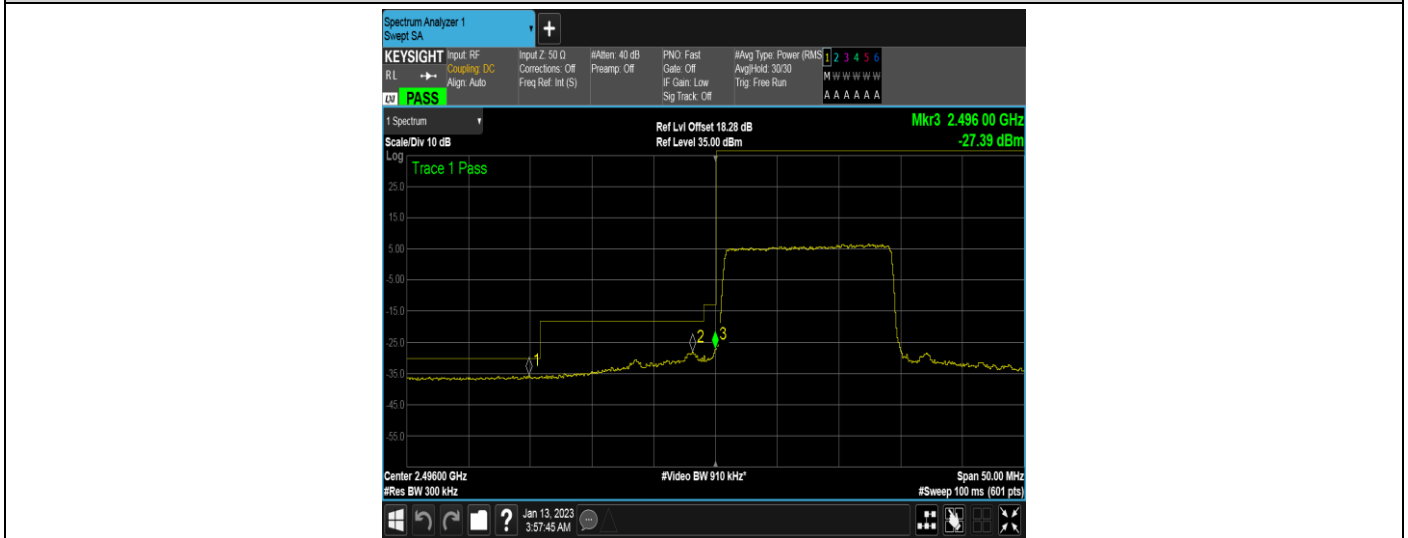 Spectrum Analyzer 1
Swept SA
+
KEYSIGHT
RL
LXI PASS
Input: RF
Coupling: DC
Align: Auto
Input Z: 50 Ω
Corrections: Off
Freq Ref: Int (S)
#Atten: 40 dB
Preamp: Off
PNO: Fast
Gate: Off
IF Gain: Low
Sig Track: Off
#Avg Type: Power (RMS
Avg|Hold: 30/30
Trig: Free Run
1 2 3 4 5 6
M W W W W W
A A A A A A
1 Spectrum
Scale/Div 10 dB
Ref Lvl Offset 18.28 dB
Ref Level 35.00 dBm
Mkr3 2.496 00 GHz
-27.39 dBm
Log
Trace 1 Pass
25.0
15.0
5.00
-5.00
-15.0
-25.0
-35.0
-45.0
-55.0
1
2
3
Center 2.49600 GHz
#Res BW 300 kHz
#Video BW 910 kHz*
Span 50.00 MHz
#Sweep 100 ms (601 pts)
?
Jan 13, 2023
3:57:45 AM